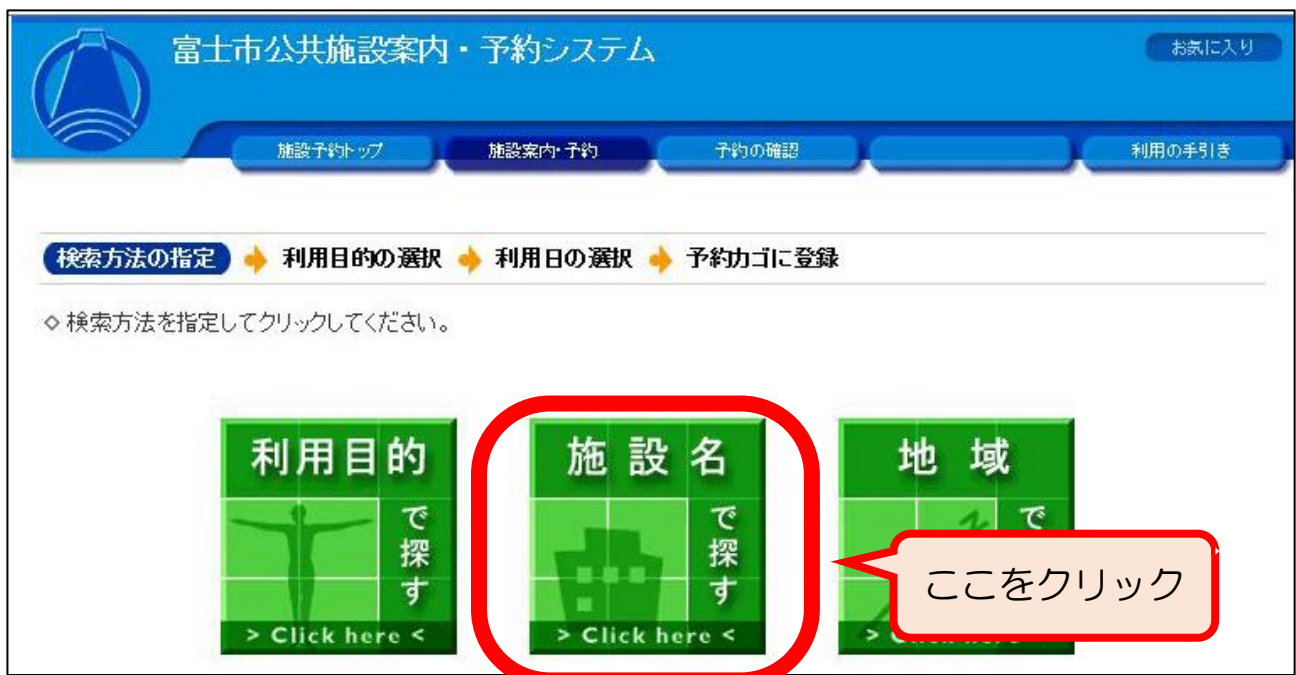 富士市公共施設案内・予約システム
お気に入り
施設予約トップ 施設案内・予約 予約の確認 利用の手引き
検索方法の指定 利用目的の選択 利用日の選択 予約カゴに登録
◇検索方法を指定してクリックしてください。
利用目的
で探す
> Click here <
施設名
で探す
> Click here <
地域
で
ここをクリック